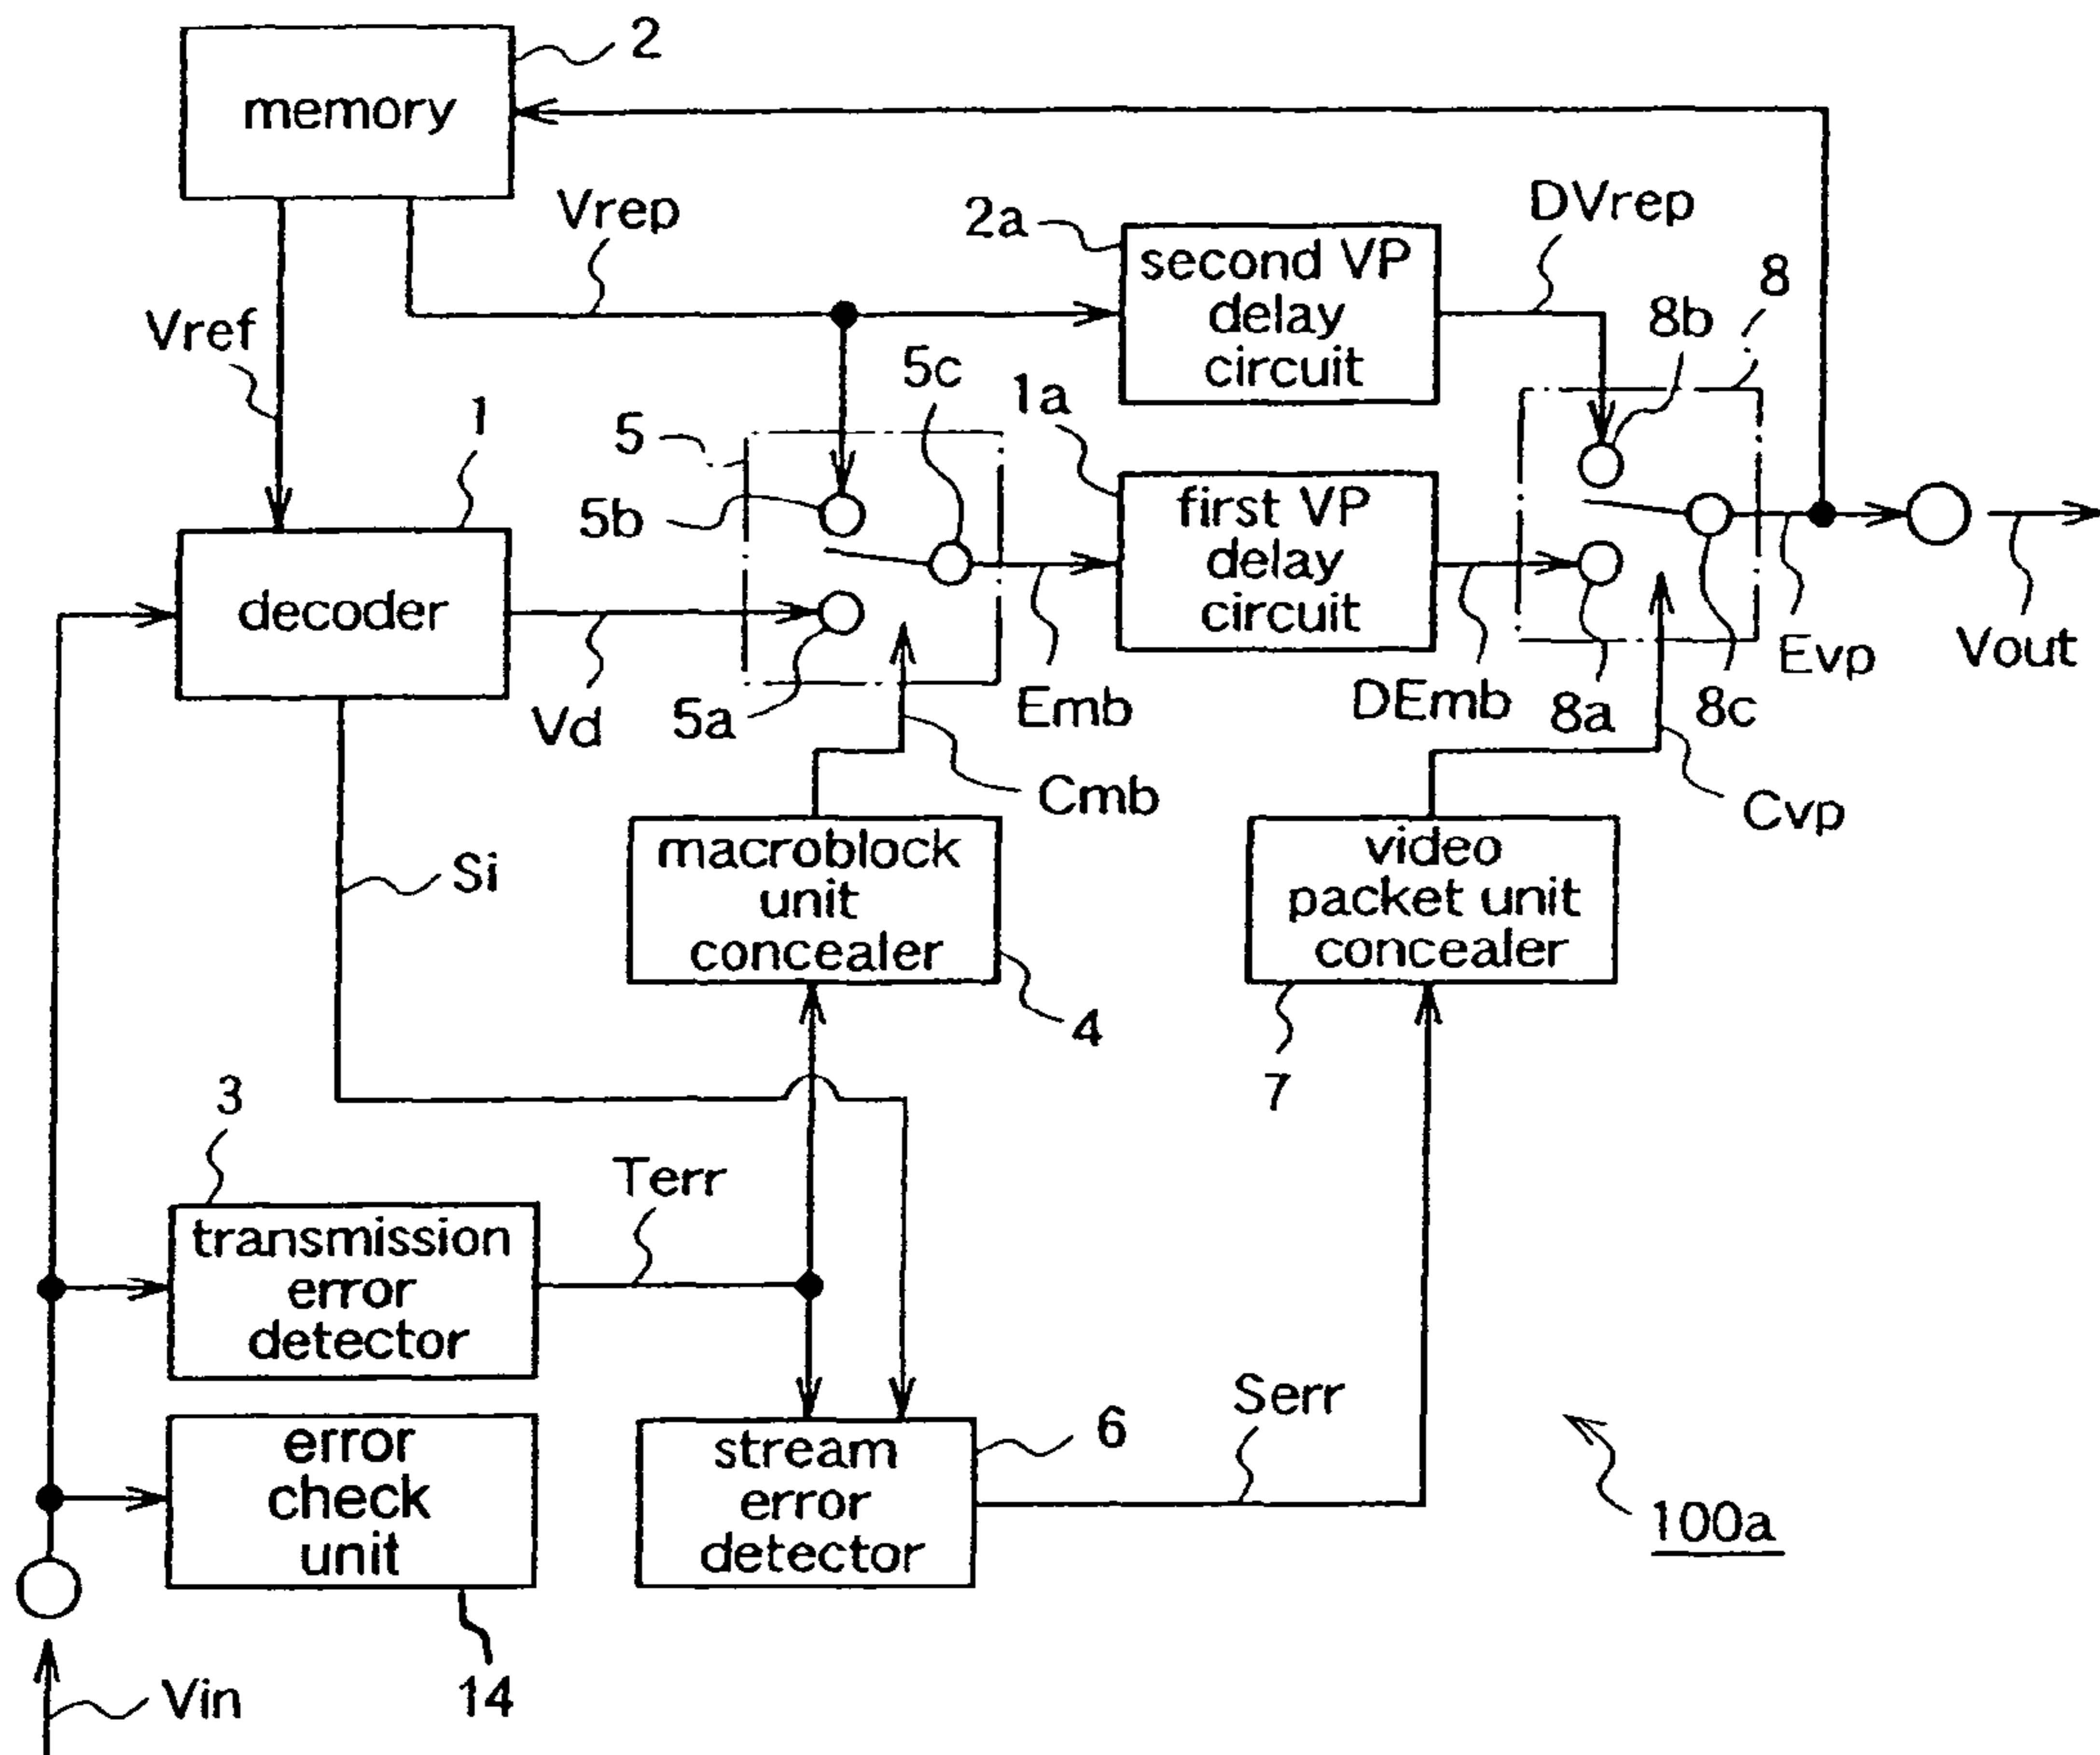 2
memory
Vrep
2a
second VP
delay
circuit
DVrep
8
8b
Vref
1
5
5c
1a
5b
first VP
delay
circuit
decoder
Vd
5a
Emb
DEmb
8a
8c
Evp
Vout
Cmb
Cvp
Si
macroblock
unit
concealer
4
video
packet unit
concealer
7
3
Terr
transmission
error
detector
Serr
error
check
unit
stream
error
detector
6
100a
14
Vin